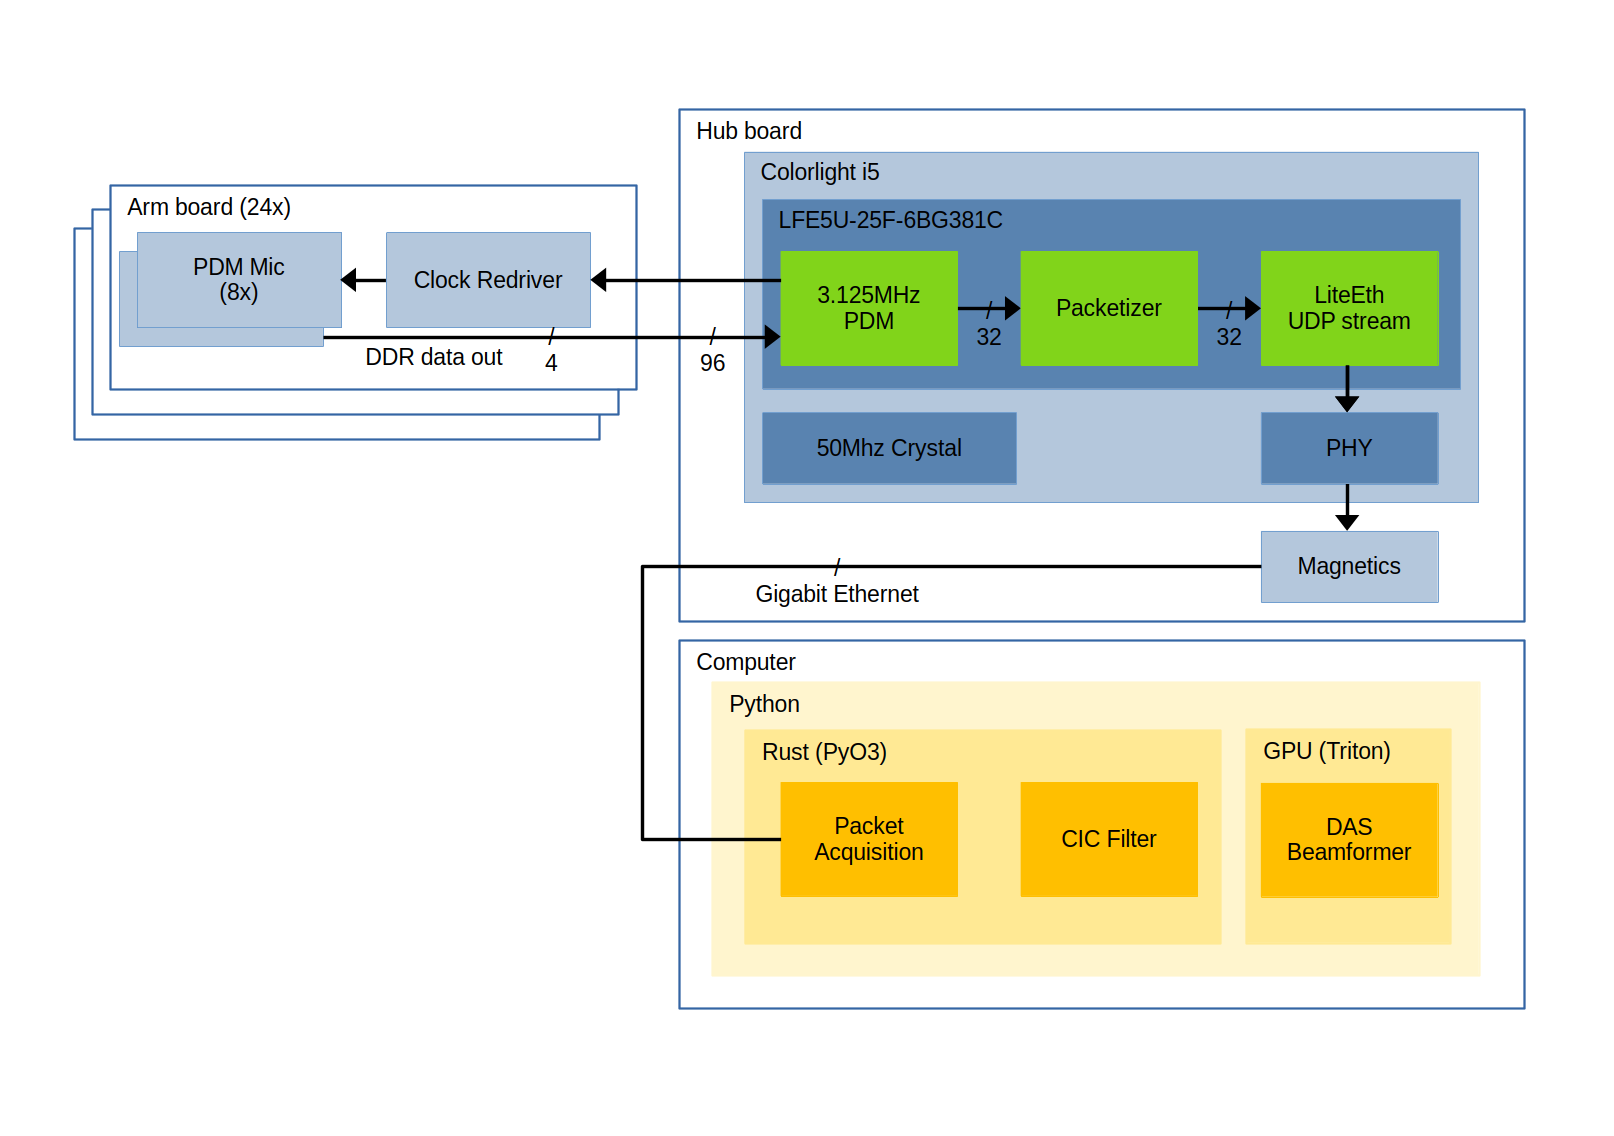 Hub board
Colorlight i5
LFE5U-25F-6BG381C
Arm board (24x)
PDM Mic
(8x)
Clock Redriver
3.125MHz
PDM
/
32
Packetizer
/
32
LiteEth
UDP stream
DDR data out
/
4
/
96
50Mhz Crystal
PHY
Magnetics
/
Gigabit Ethernet
Computer
Python
Rust (PyO3)
GPU (Triton)
Packet
Acquisition
CIC Filter
DAS
Beamformer